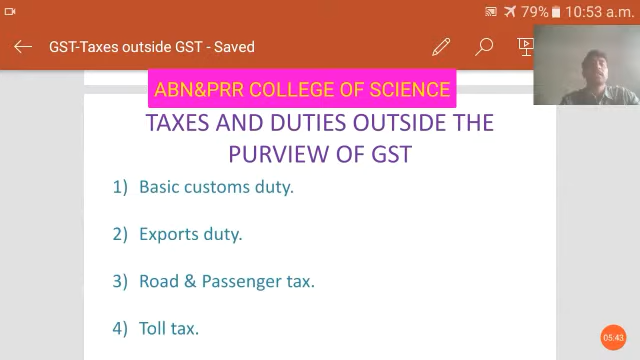 79% 10:53 a.m.
GST-Taxes outside GST - Saved
ABN&PRR COLLEGE OF SCIENCE
TAXES AND DUTIES OUTSIDE THE
PURVIEW OF GST
1) Basic customs duty.
2) Exports duty.
3) Road & Passenger tax.
4) Toll tax.
05:43